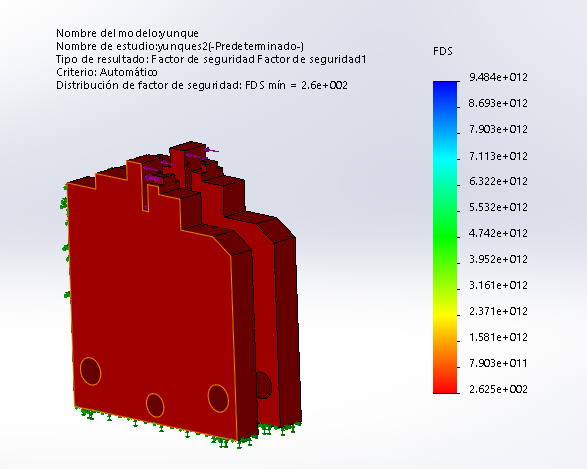 Nombre del modelo:yunque
Nombre de estudio:yunques2(-Predeterminado-)
Tipo de resultado: Factor de seguridad Factor de seguridad1
Criterio: Automático
Distribución de factor de seguridad: FDS mín = 2.6e+002
FDS
9.484e+012
8.693e+012
7.903e+012
7.113e+012
6.322e+012
5.532e+012
4.742e+012
3.952e+012
3.161e+012
2.371e+012
1.581e+012
7.903e+011
2.625e+002